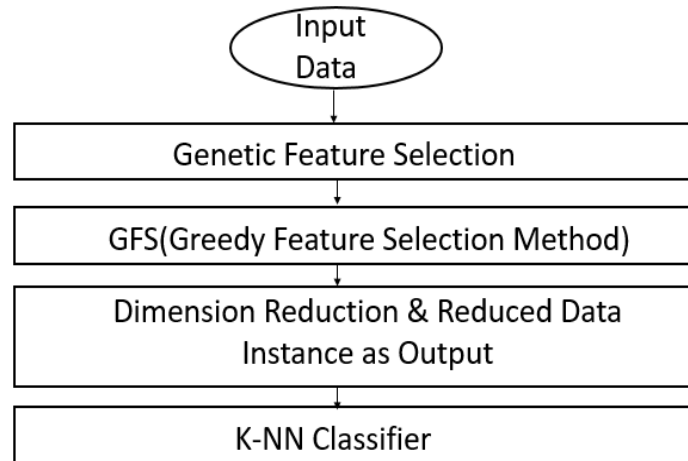 Input
Data
Genetic Feature Selection
GFS(Greedy Feature Selection Method)
Dimension Reduction & Reduced Data
Instance as Output
K-NN Classifier